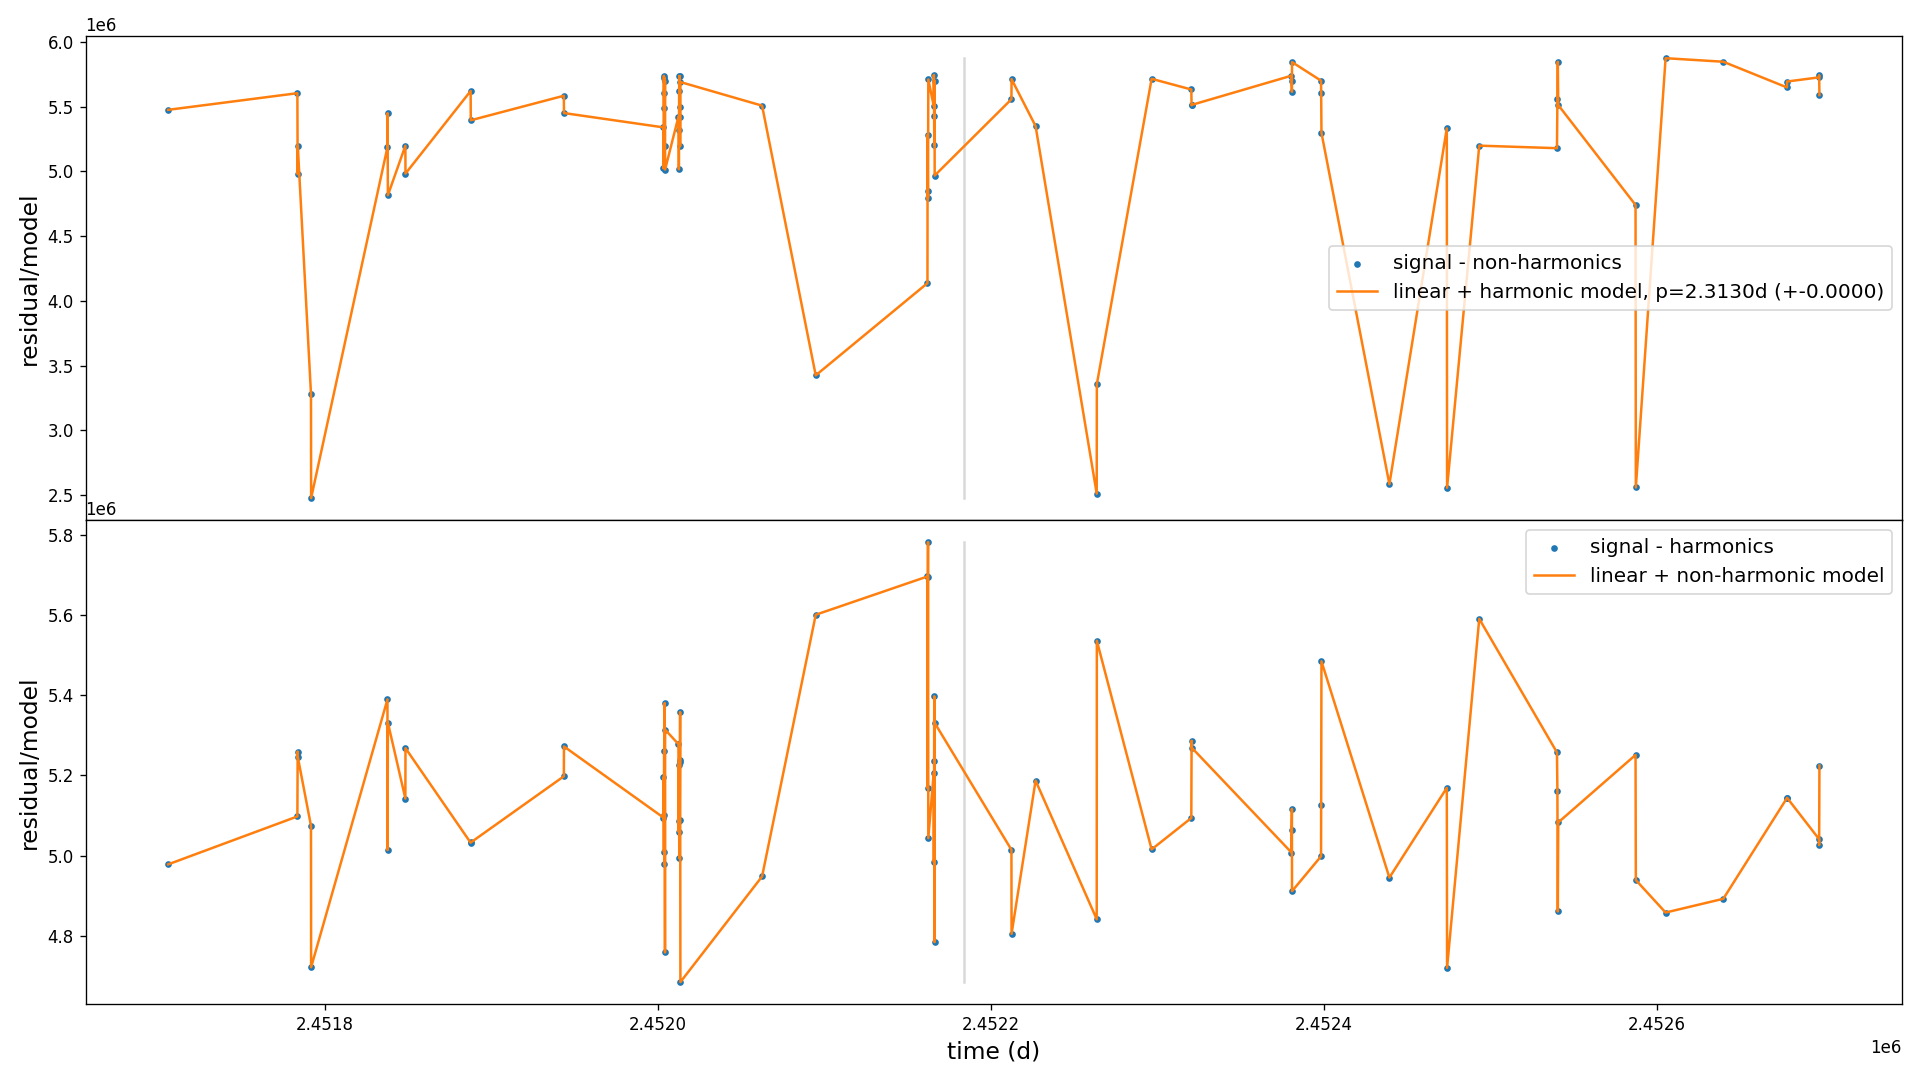 1e6
6.0
5.5
5.0
4.5
4.0
3.5
3.0
2.5
residual/model
signal - non-harmonics
linear + harmonic model, p=2.3130d (+-0.0000)
1e6
5.8
5.6
5.4
5.2
5.0
4.8
residual/model
signal - harmonics
linear + non-harmonic model
2.4518 2.4520 2.4522 2.4524 2.4526
time (d)
1e6